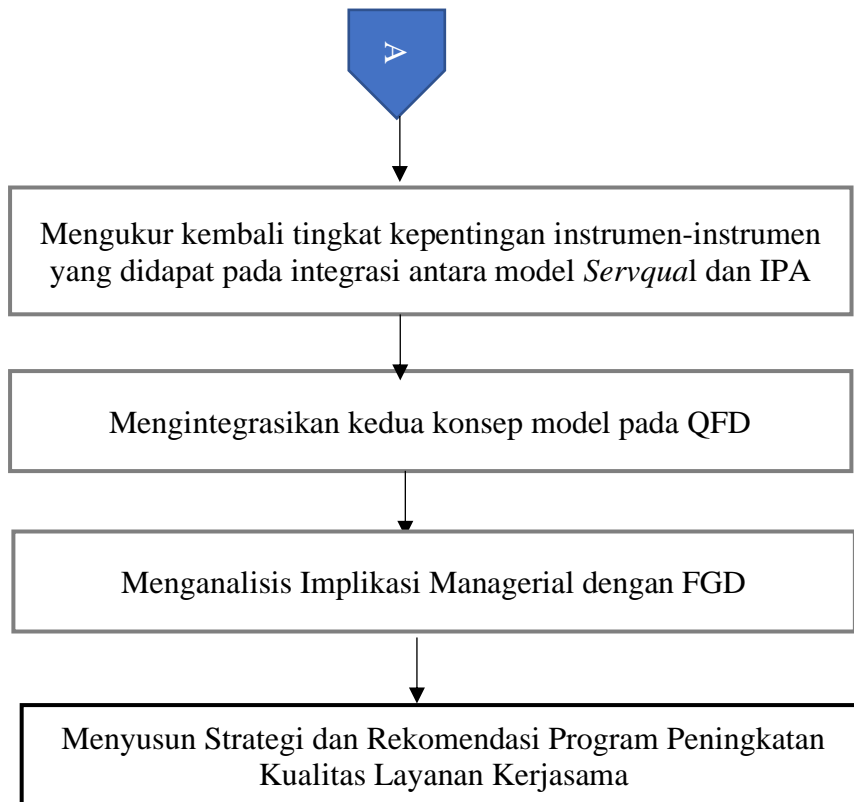 A
Mengukur kembali tingkat kepentingan instrumen-instrumen
yang didapat pada integrasi antara model Servqual dan IPA
Mengintegrasikan kedua konsep model pada QFD
Menganalisis Implikasi Managerial dengan FGD
Menyusun Strategi dan Rekomendasi Program Peningkatan
Kualitas Layanan Kerjasama